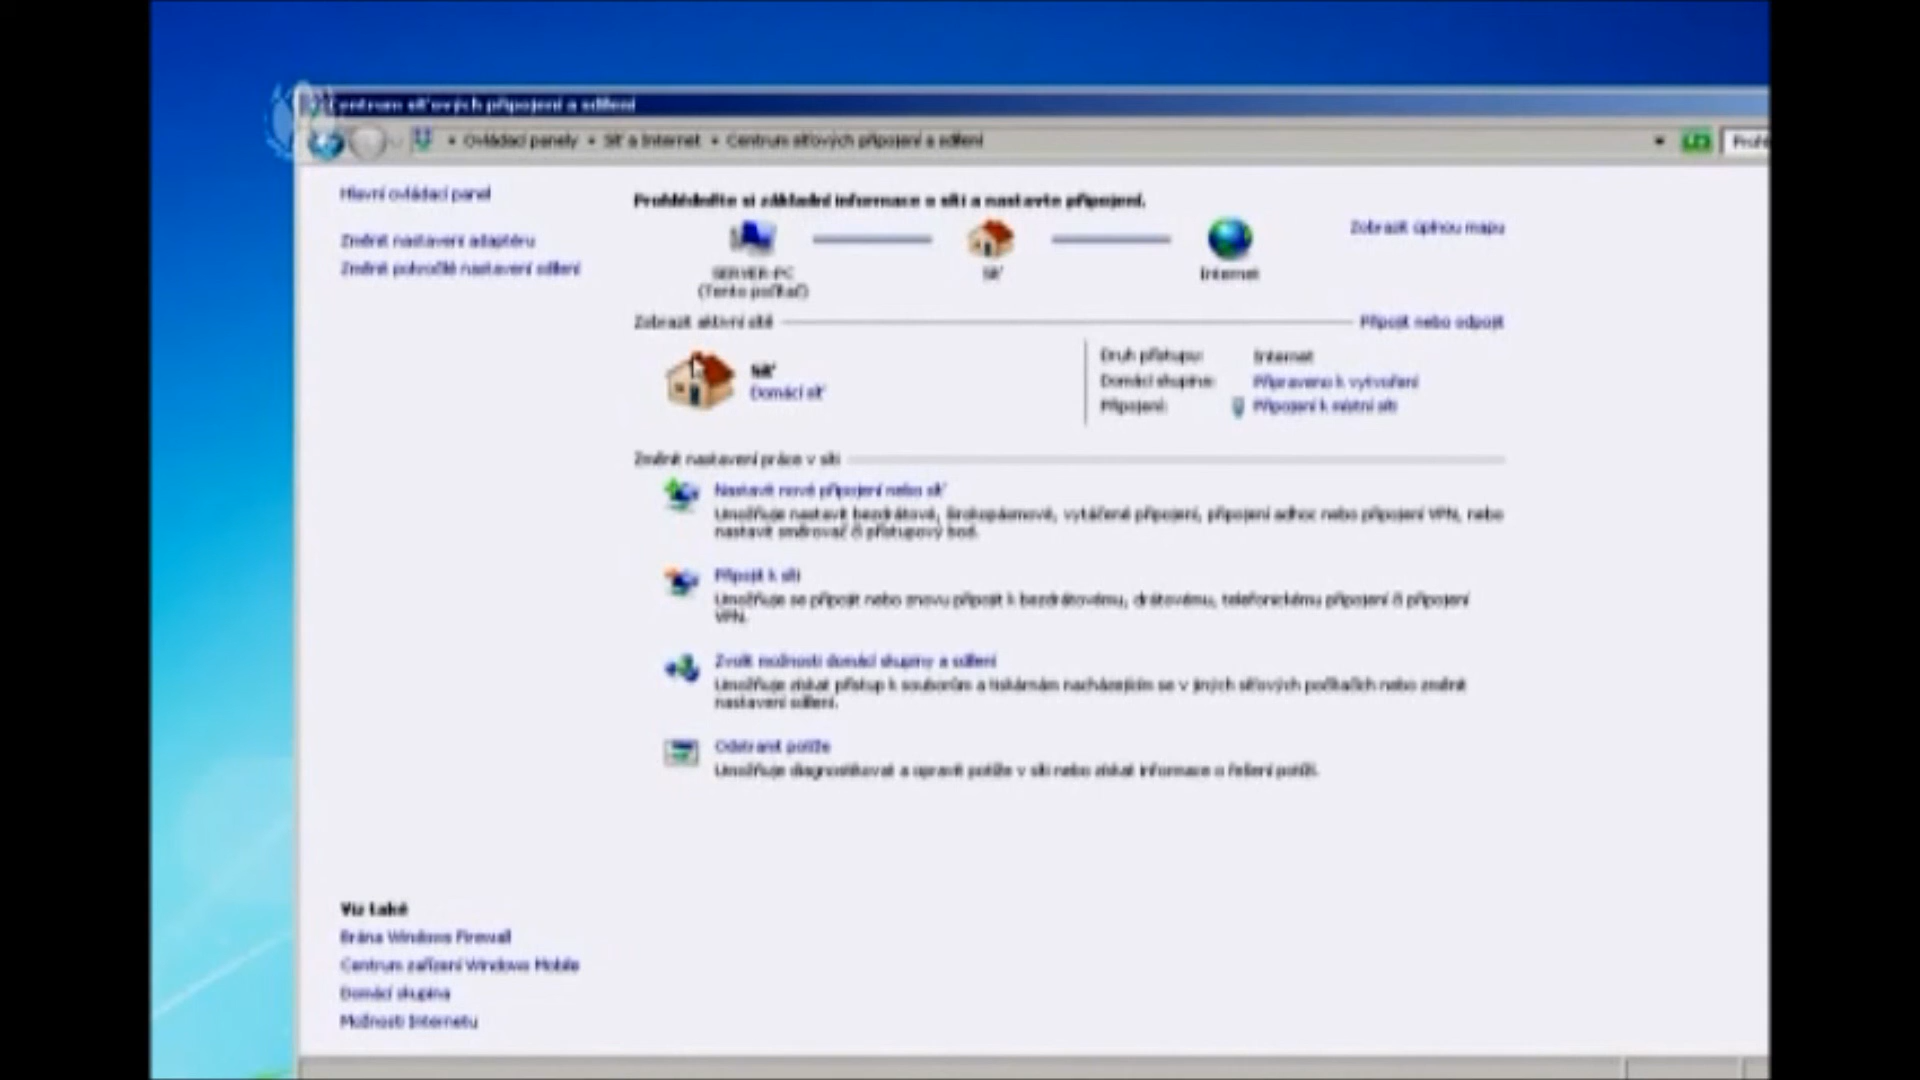 Centrum síťových připojení a sdílení
Ovládací panely • Síť a Internet • Centrum síťových připojení a sdílení
Hlavní ovládací panel
Změnit nastavení adaptéru
Změnit pokročilé nastavení sdílení
Prohlédněte si základní informace o síti a nastavte připojení.
Zobrazit úplnou mapu
SERVER-PC
(Tento počítač)
Síť
Internet
Zobrazit aktivní sítě
Připojit nebo odpojit
Síť
Domácí síť
Druh přístupu: Internet
Domácí skupina: Připraveno k vytvoření
Připojení: Připojení k místní síti
Změnit nastavení práce v síti
Nastavit nové připojení nebo síť
Umožňuje nastavit bezdrátové, širokopásmové, vytáčené připojení, připojení adhoc nebo připojení VPN, nebo
nastavit směrovač či přístupový bod.
Připojit k síti
Umožňuje se připojit nebo znovu připojit k bezdrátovému, drátovému, telefonickému připojení či připojení
VPN.
Zvolit možnosti domácí skupiny a sdílení
Umožňuje získat přístup k souborům a tiskárnám nacházejícím se v jiných síťových počítačích nebo změnit
nastavení sdílení.
Odstranit potíže
Umožňuje diagnostikovat a opravit potíže v síti nebo získat informace o řešení potíží.
Viz také
Brána Windows Firewall
Centrum zařízení Windows Mobile
Domácí skupina
Možnosti Internetu